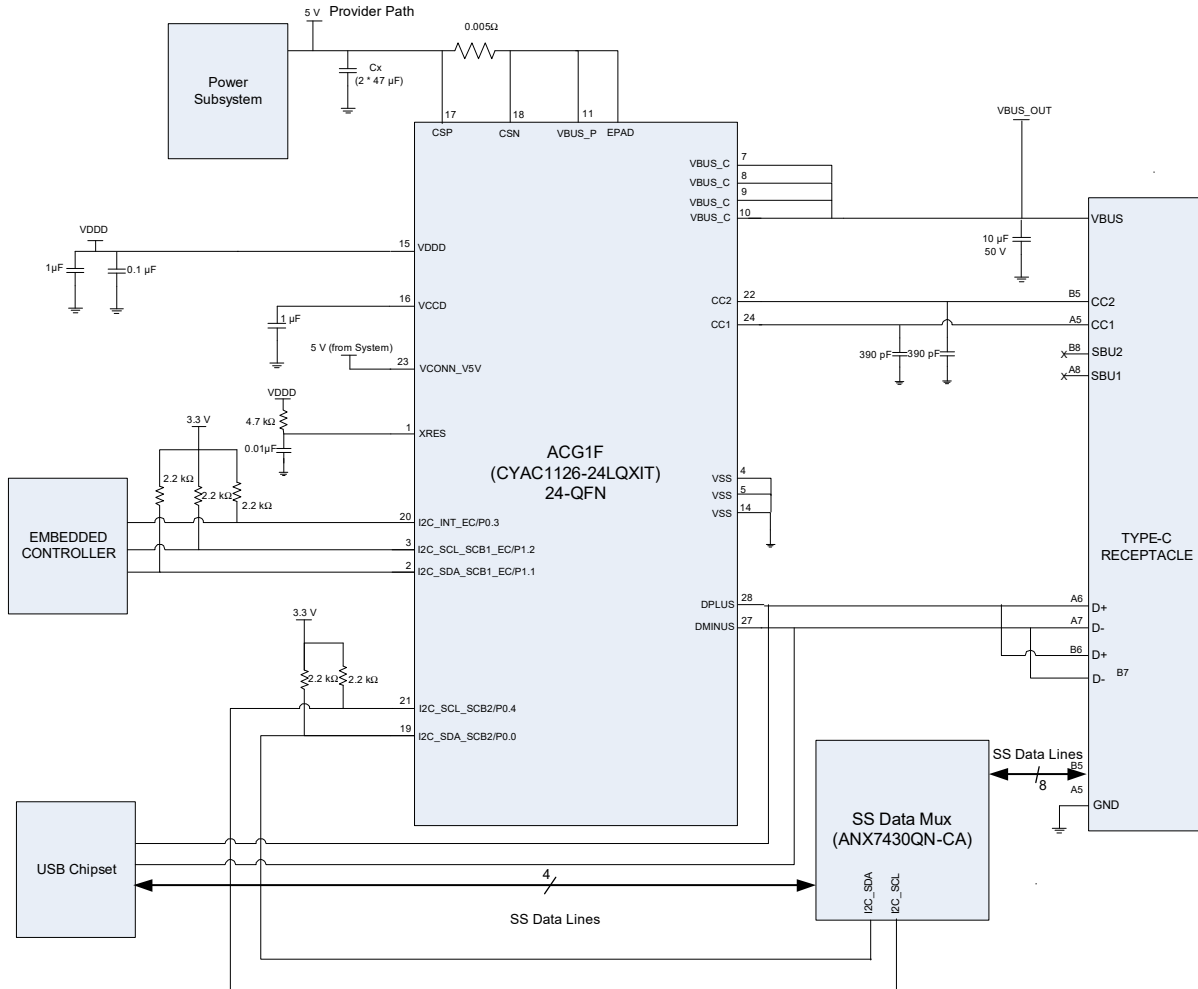 5 V
Provider Path
0.005Ω
Power
Subsystem
Cx
(2 * 47 µF)
17
18
11
CSP
CSN
VBUS_P
EPAD
VBUS_OUT
VBUS_C
7
VBUS_C
8
VBUS_C
9
VBUS_C
10
VBUS
10 µF
50 V
VDDD
1µF
0.1 µF
15
VDDD
16
VCCD
1 µF
5 V (from System)
23
VCONN_V5V
CC2
22
B5
CC2
CC1
24
A5
CC1
390 pF
390 pF
B8
SBU2
A8
SBU1
VDDD
4.7 kΩ
0.01µF
1
XRES
3.3 V
2.2 kΩ
2.2 kΩ
2.2 kΩ
ACG1F
(CYAC1126-24LQXIT)
24-QFN
VSS
4
VSS
5
VSS
14
EMBEDDED
CONTROLLER
20
I2C_INT_EC/P0.3
3
I2C_SCL_SCB1_EC/P1.2
2
I2C_SDA_SCB1_EC/P1.1
TYPE-C
RECEPTACLE
DPLUS
28
A6
D+
DMINUS
27
A7
D-
B6
D+
D-
B7
3.3 V
2.2 kΩ
2.2 kΩ
21
I2C_SCL_SCB2/P0.4
19
I2C_SDA_SCB2/P0.0
SS Data Lines
B5
8
A5
GND
SS Data Mux
(ANX7430QN-CA)
I2C_SDA
I2C_SCL
USB Chipset
4
SS Data Lines